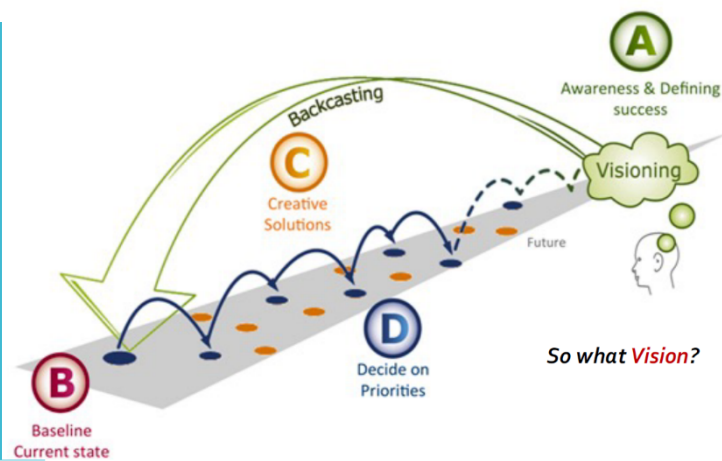 A
Awareness & Defining
success
Backcasting
Visioning
C
Creative
Solutions
Future
D
Decide on
Priorities
So what Vision?
B
Baseline
Current state